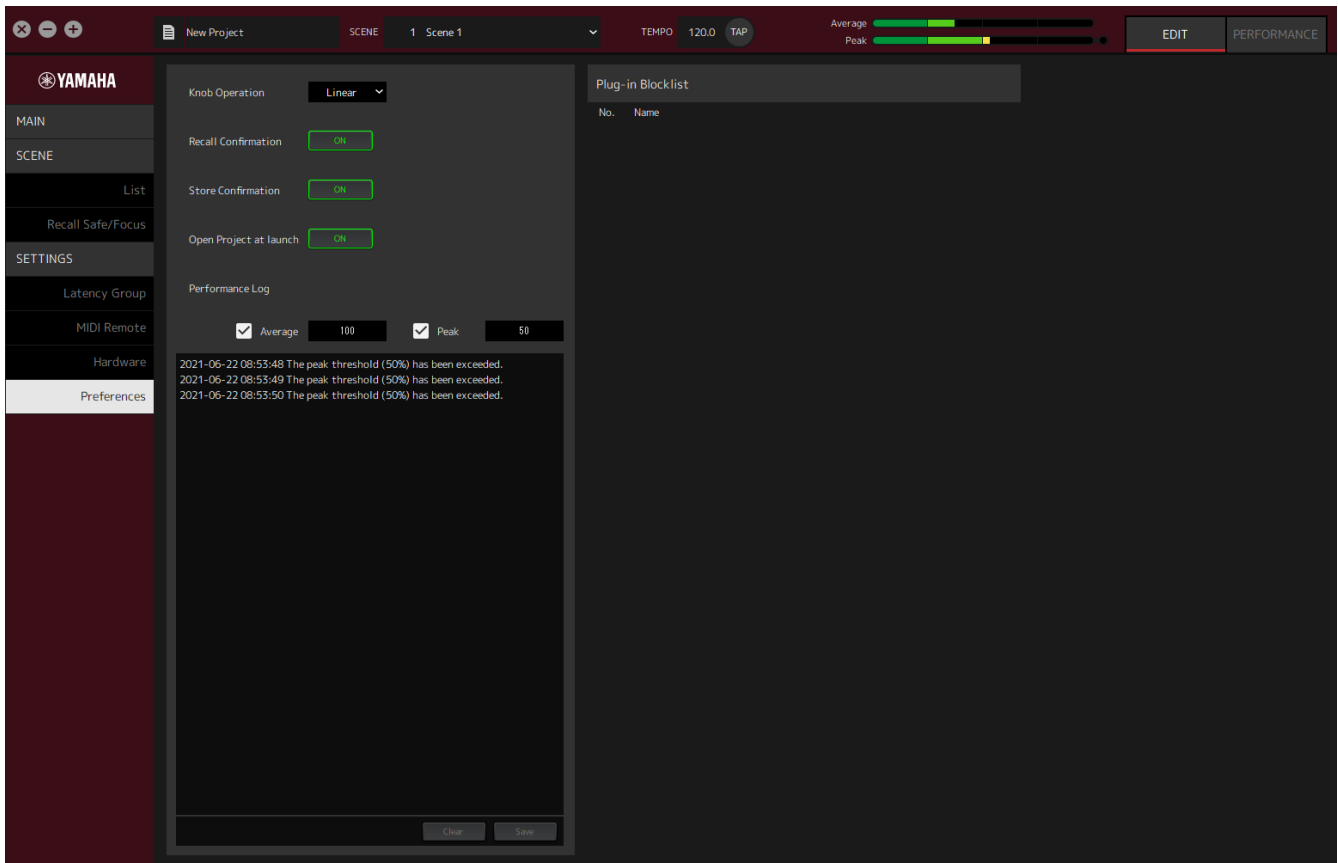 New Project
SCENE
1 Scene 1
TEMPO
120.0
TAP
Average
Peak
EDIT
PERFORMANCE
YAMAHA
MAIN
SCENE
List
Recall Safe/Focus
SETTINGS
Latency Group
MIDI Remote
Hardware
Preferences
Knob Operation
Linear
Recall Confirmation
ON
Store Confirmation
ON
Open Project at launch
ON
Performance Log
Average
100
Peak
50
2021-06-22 08:53:48 The peak threshold (50%) has been exceeded.
2021-06-22 08:53:49 The peak threshold (50%) has been exceeded.
2021-06-22 08:53:50 The peak threshold (50%) has been exceeded.
Clear
Save
Plug-in Blocklist
No. Name